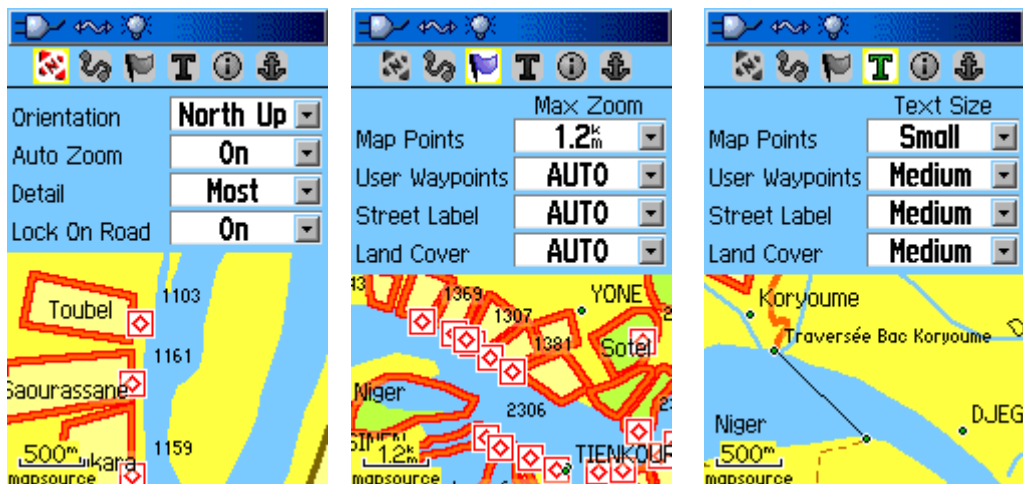 Orientation North Up
Auto Zoom On
Detail Most
Lock On Road On
Toubel
1103
1161
Saourassane
1159
500m
kara
mapsource
T
Max Zoom
Map Points 1.2km
User Waypoints AUTO
Street Label AUTO
Land Cover AUTO
43
1369
YONE
1307
1381
Sotel
Niger
2306
1.2km
TIENKOUR
mapsource
T
Text Size
Map Points Small
User Waypoints Medium
Street Label Medium
Land Cover Medium
Koryoume
Traversée Bac Koryoume
Niger
DJEG
500m
mapsource
T